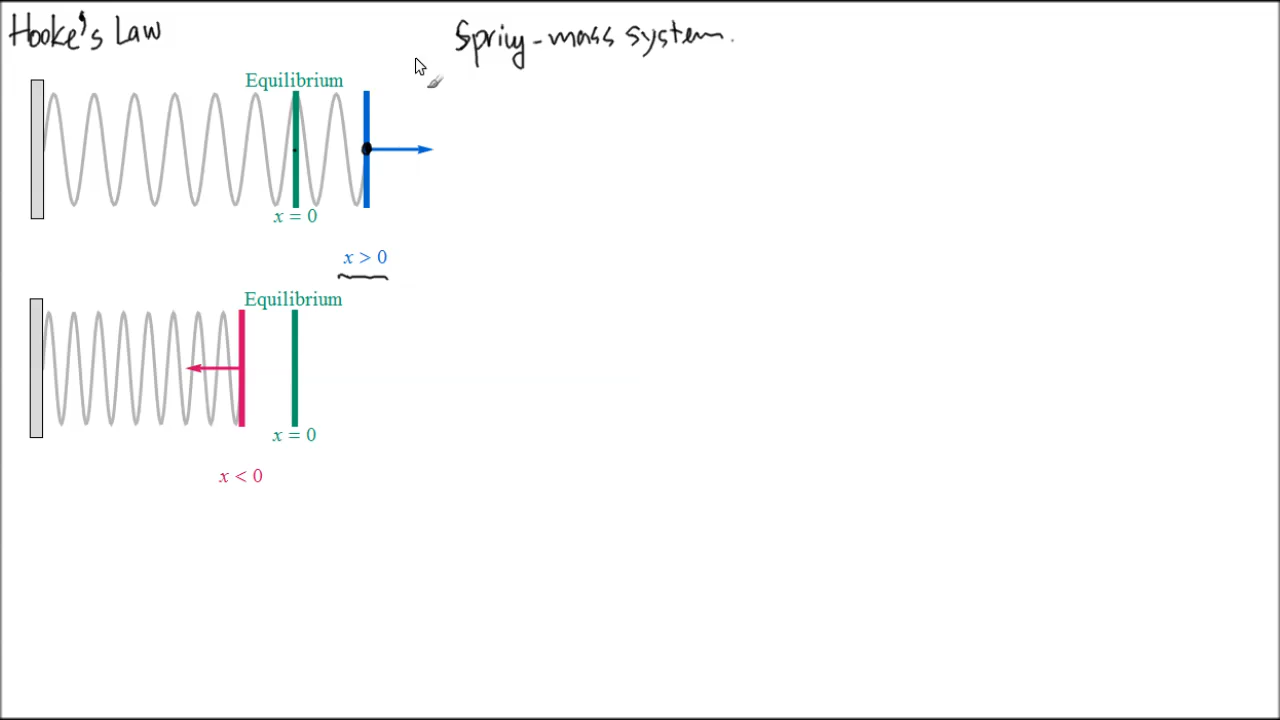 Hooke's Law
Spring-mass system.
Equilibrium
x = 0
x > 0
Equilibrium
x = 0
x < 0